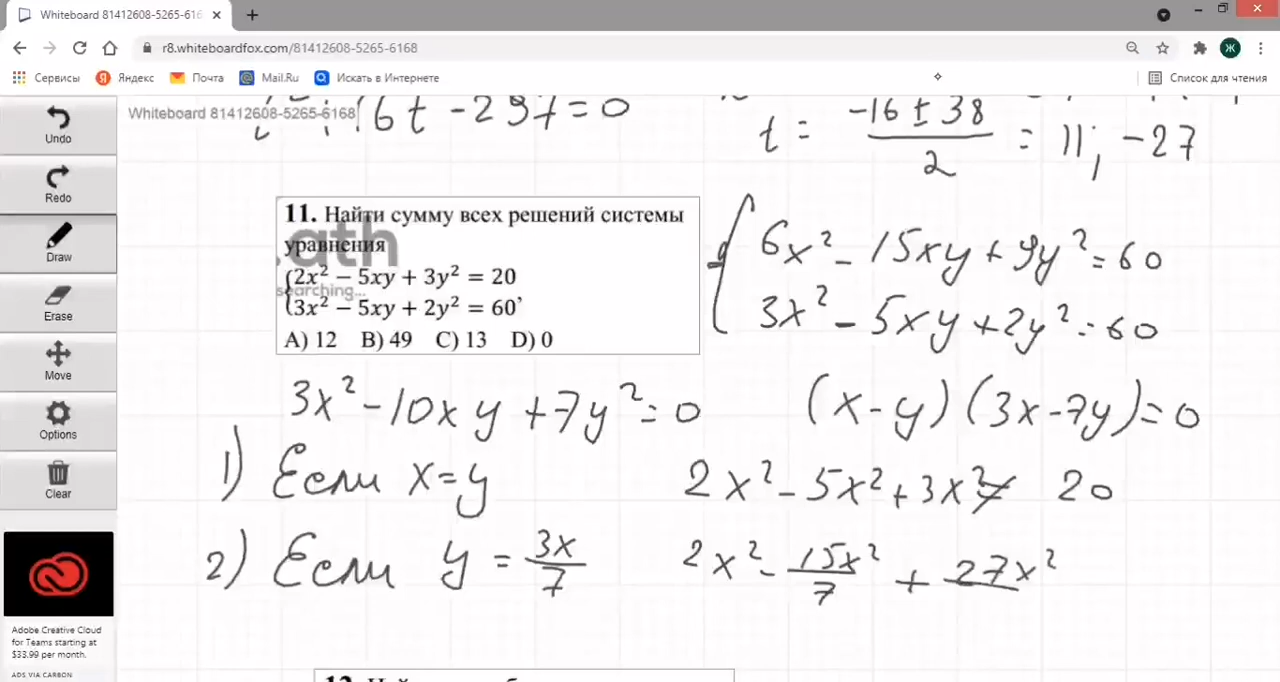 Whiteboard 81412608-5265-616
r8.whiteboardfox.com/81412608-5265-6168
Ж
Сервисы Яндекс Почта Mail.Ru Искать в Интернете Список для чтения
Whiteboard 81412608-5265-6168
16t - 297 = 0
t = (-16 ± 38)/2 = 11; -27
Undo
Redo
Draw
Erase
Move
Options
Clear
11. Найти сумму всех решений системы
уравнения
{2x² − 5xy + 3y² = 20
{3x² − 5xy + 2y² = 60,
A) 12 B) 49 C) 13 D) 0
ath
searching...
{6x² - 15xy + 9y² = 60
{3x² - 5xy + 2y² = 60
3x² - 10xy + 7y² = 0 (x - y)(3x - 7y) = 0
1) Если x = y 2x² - 5x² + 3x² ≠ 20
2) Если y = 3x/7 2x² - 15x²/7 + 27x²
Adobe Creative Cloud
for Teams starting at
$33.99 per month.
ADS VIA CARBON